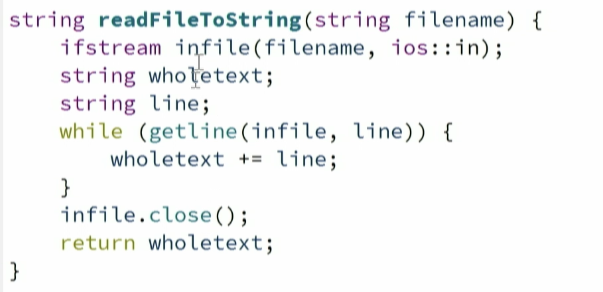 string readFileToString(string filename) {
    ifstream infile(filename, ios::in);
    string wholetext;
    string line;
    while (getline(infile, line)) {
        wholetext += line;
    }
    infile.close();
    return wholetext;
}